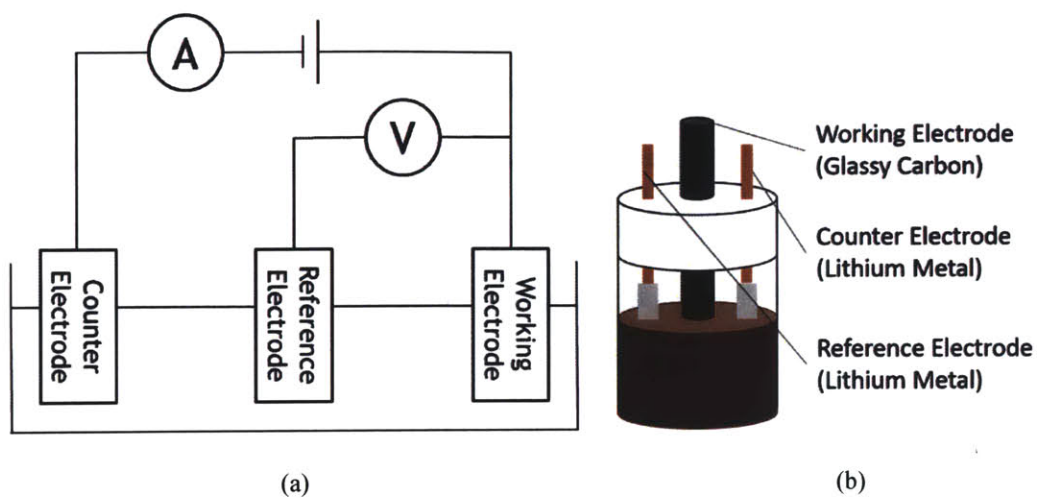 A
V
Counter
Electrode
Reference
Electrode
Working
Electrode
(a)
Working Electrode
(Glassy Carbon)
Counter Electrode
(Lithium Metal)
Reference Electrode
(Lithium Metal)
(b)